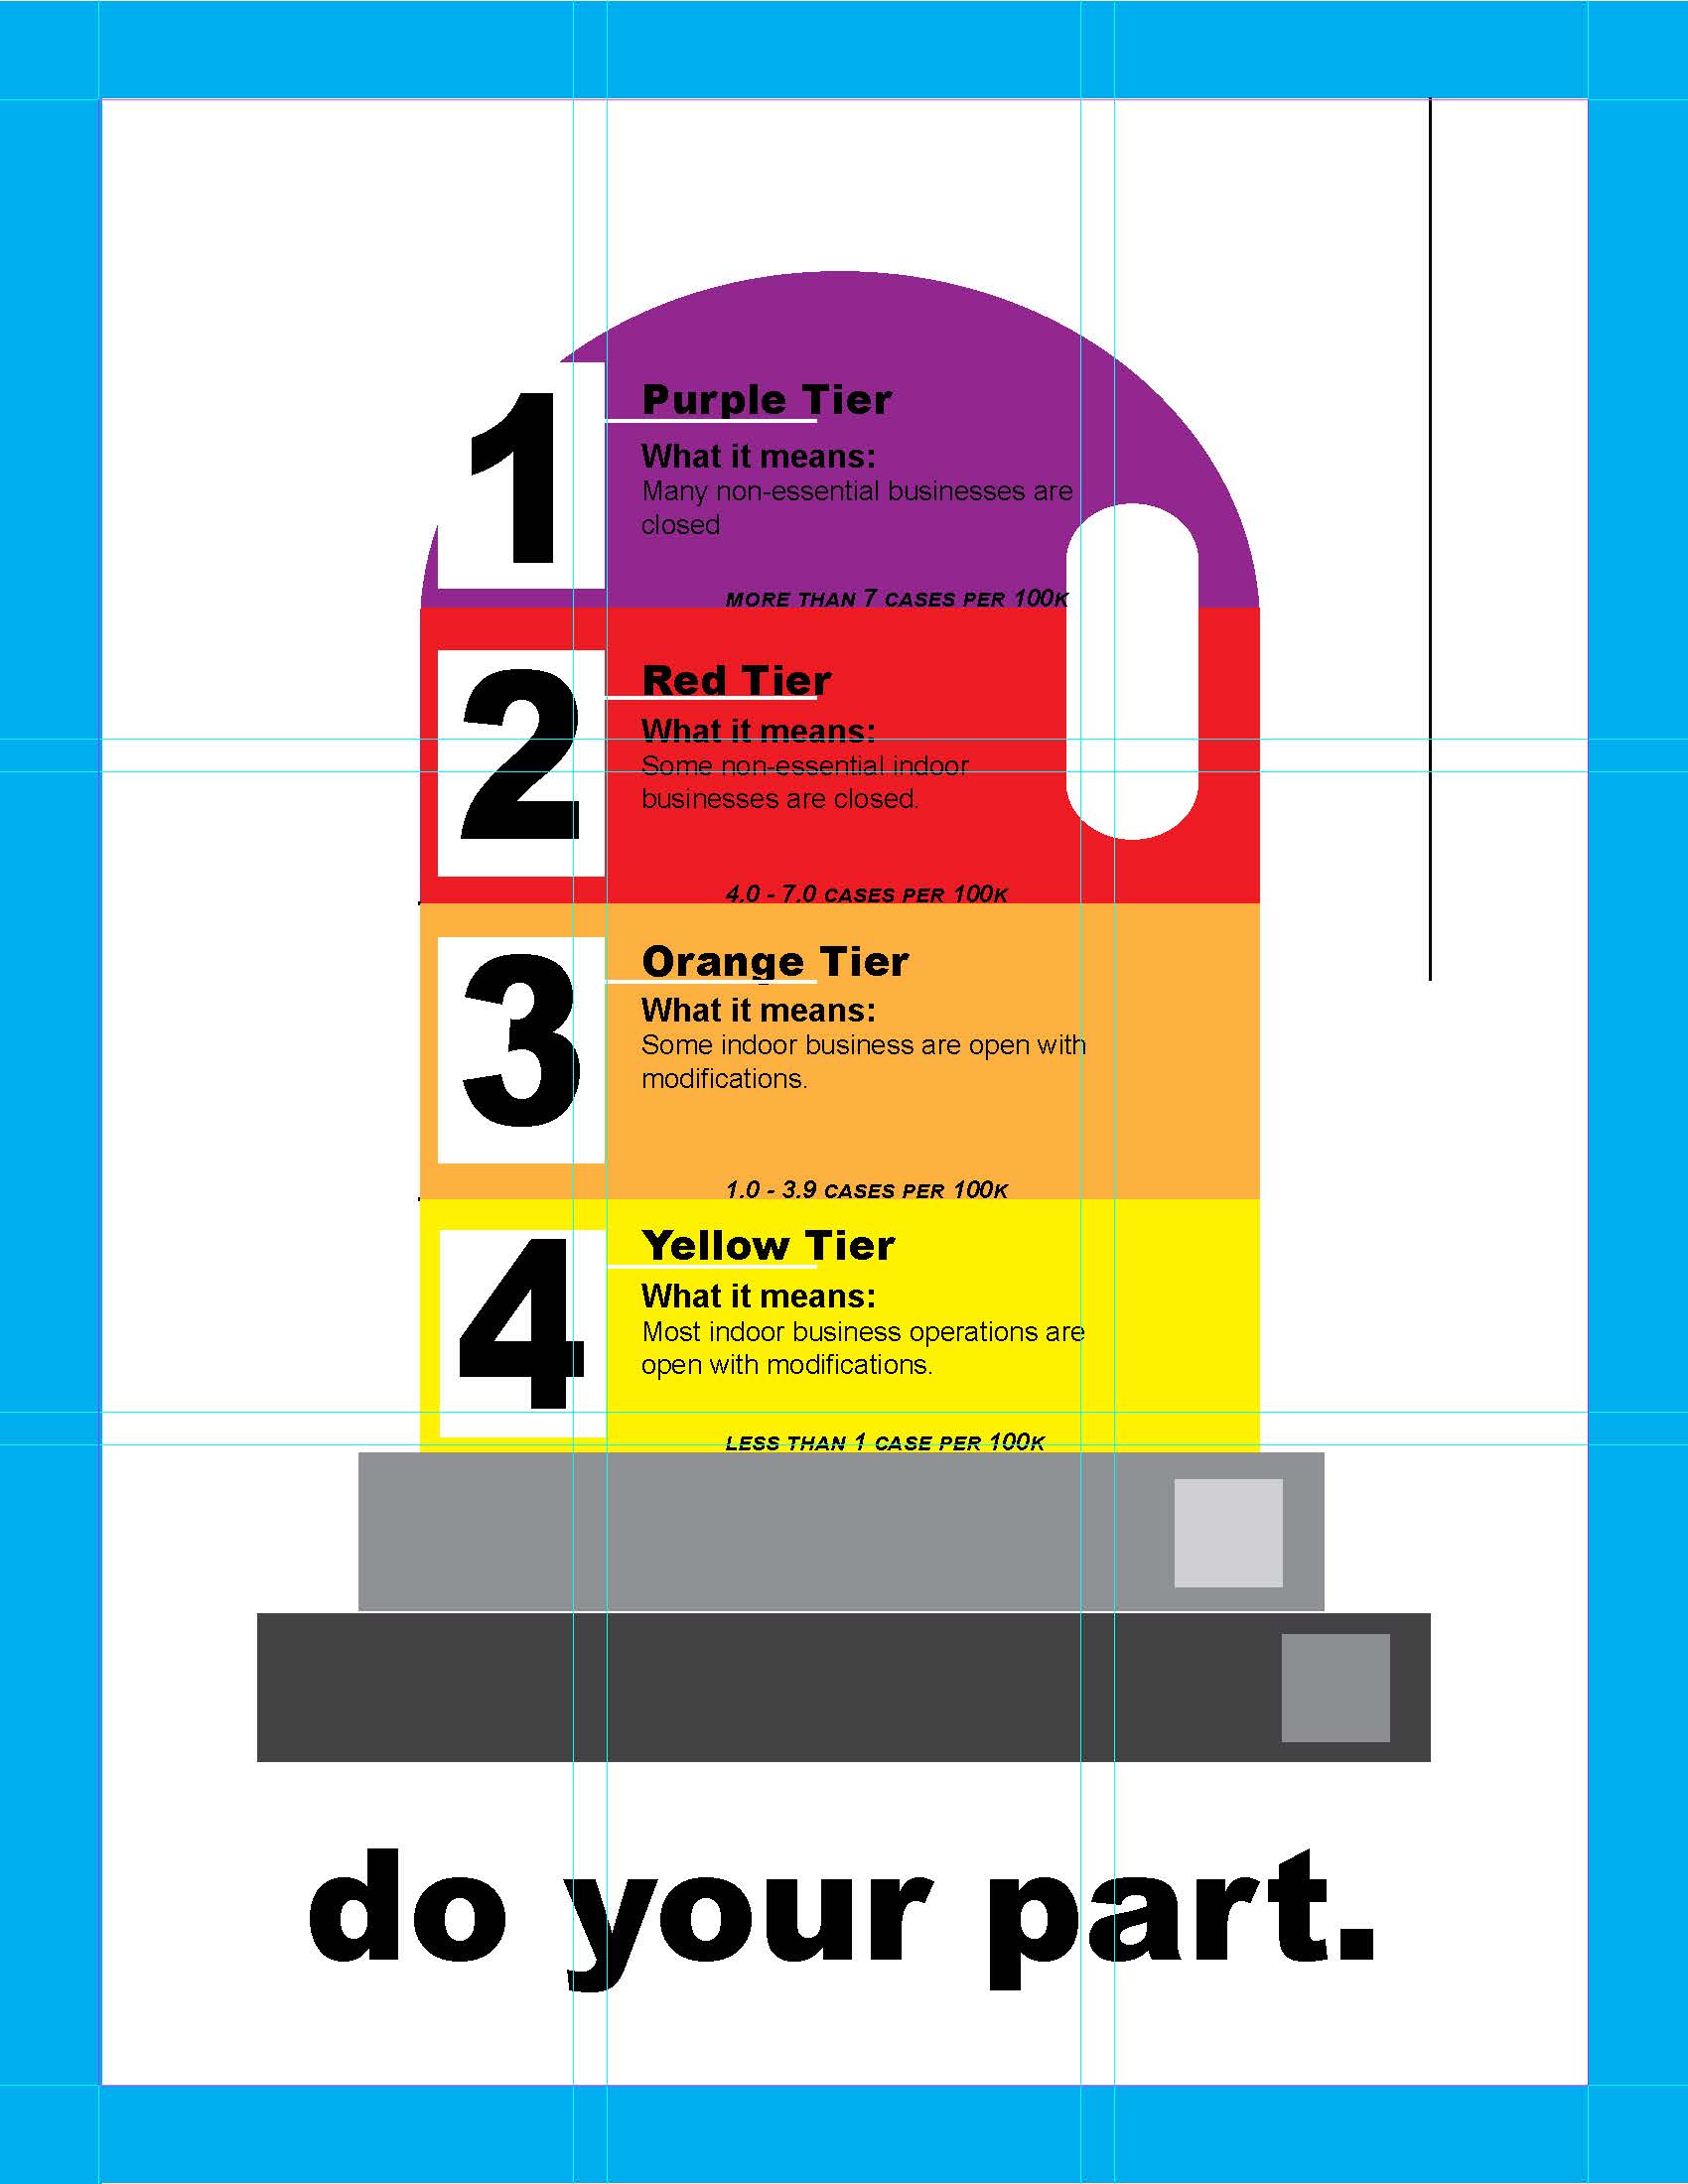 1
Purple Tier
What it means:
Many non-essential businesses are
closed
MORE THAN 7 CASES PER 100K
2
Red Tier
What it means:
Some non-essential indoor
businesses are closed.
4.0 - 7.0 CASES PER 100K
3
Orange Tier
What it means:
Some indoor business are open with
modifications.
1.0 - 3.9 CASES PER 100K
4
Yellow Tier
What it means:
Most indoor business operations are
open with modifications.
LESS THAN 1 CASE PER 100K
do your part.